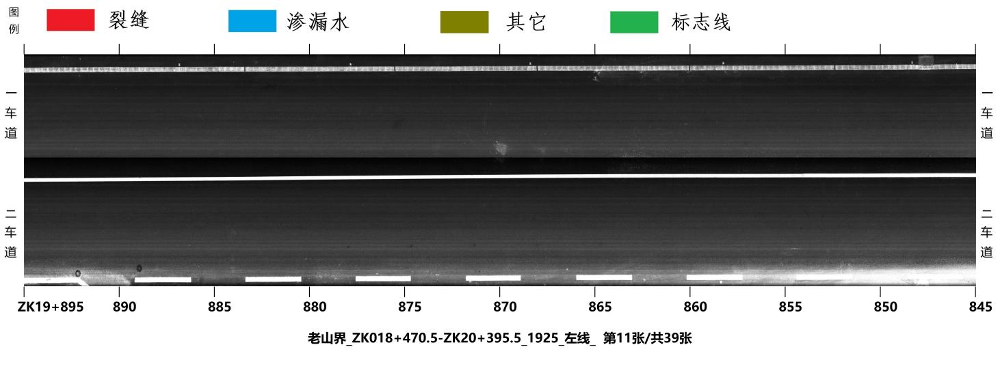 图例
裂缝 渗漏水 其它 标志线
一车道 一车道
二车道 二车道
ZK19+895 890 885 880 875 870 865 860 855 850 845
老山界_ZK018+470.5-ZK20+395.5_1925_左线_ 第11张/共39张